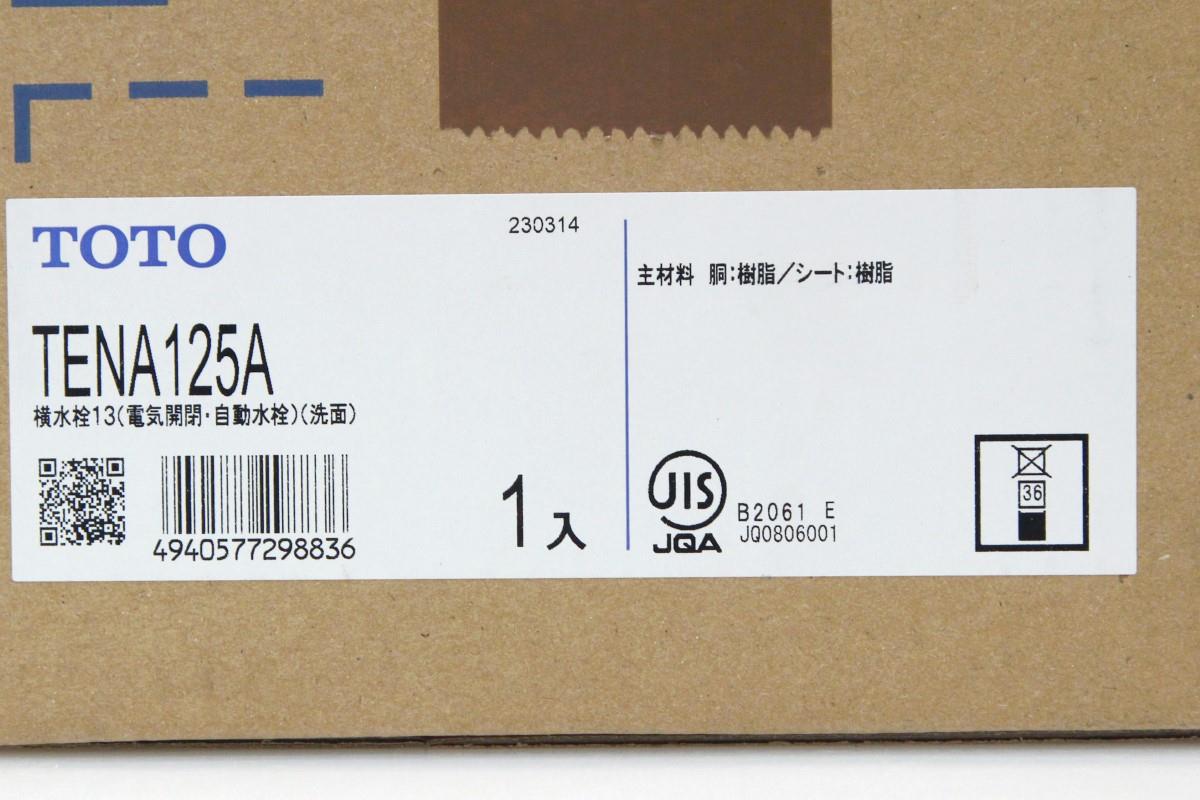 TOTO
230314
TENA125A
横水栓13(電気開閉・自動水栓)(洗面)
4940577298836
1入
主材料 胴:樹脂/シート:樹脂
JIS
JQA
B2061 E
JQ0806001
36